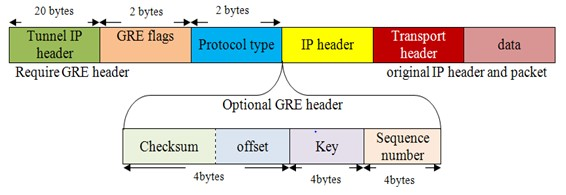 20 bytes 2 bytes 2 bytes
Tunnel IP header GRE flags Protocol type IP header Transport header data
Require GRE header original IP header and packet
Optional GRE header
Checksum offset Key Sequence number
4bytes 4bytes 4bytes